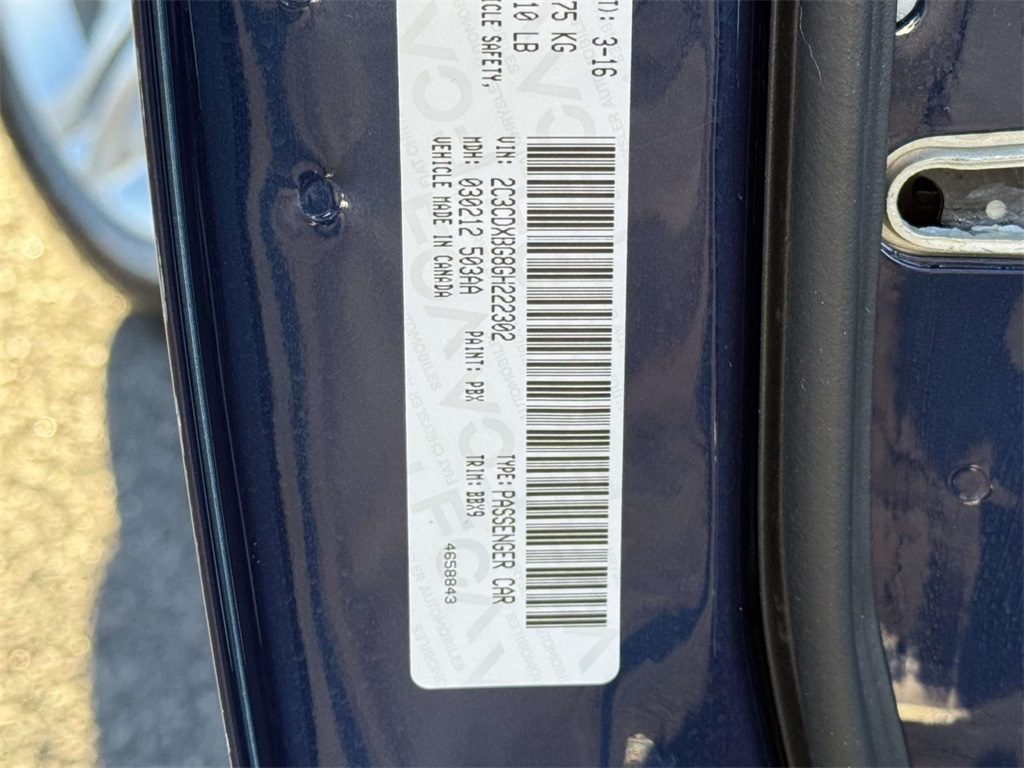 T): 3-16
75 KG
10 LB
ICLE SAFETY,
VIN: 2C3CDXBG8GH222302 TYPE: PASSENGER CAR
MDH: 030212 503AA PAINT: PBX TRIM: BBX9
VEHICLE MADE IN CANADA
4658843